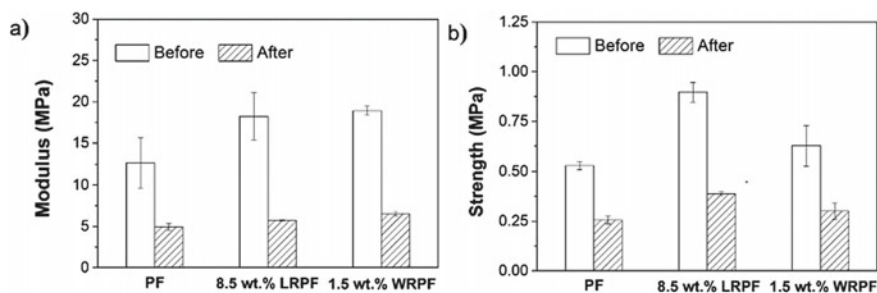 a)
Modulus (MPa)
30
25
20
15
10
5
0
Before
After
PF
8.5 wt.% LRPF
1.5 wt.% WRPF
b)
Strength (MPa)
1.25
1.00
0.75
0.50
0.25
0.00
Before
After
PF
8.5 wt.% LRPF
1.5 wt.% WRPF